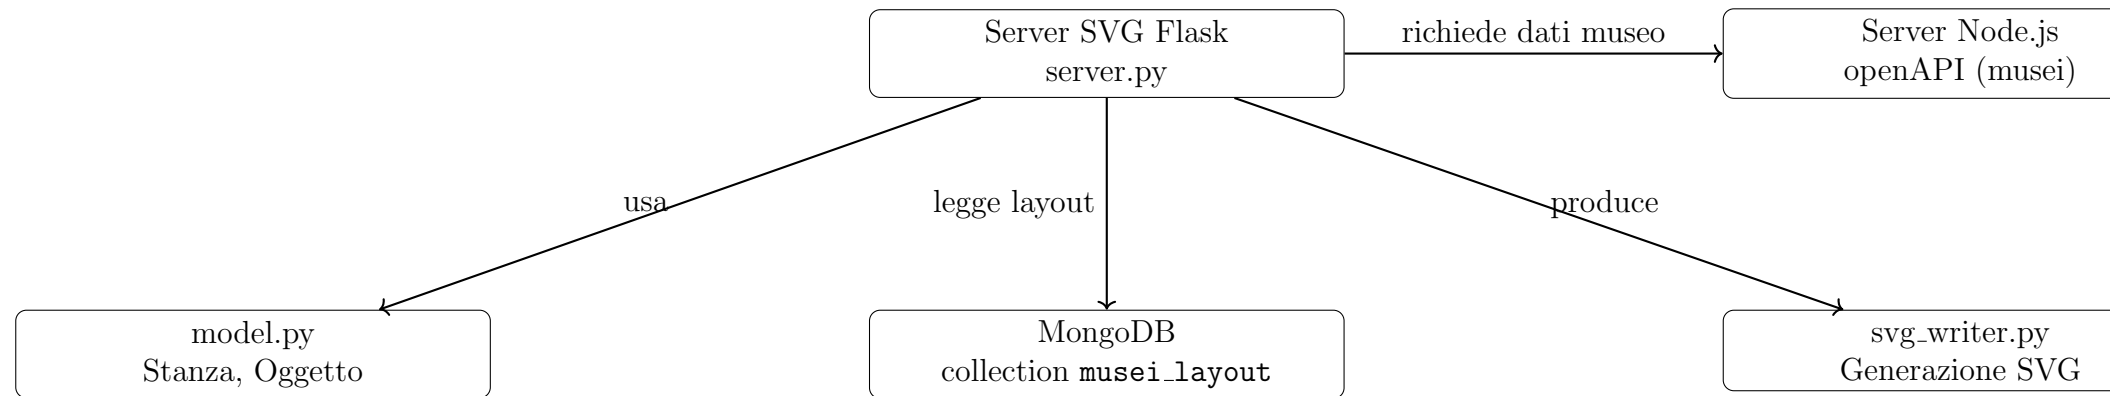 Server SVG Flask
server.py
richiede dati museo
Server Node.js
openAPI (musei)
usa
legge layout
produce
model.py
Stanza, Oggetto
MongoDB
collection musei_layout
svg_writer.py
Generazione SVG